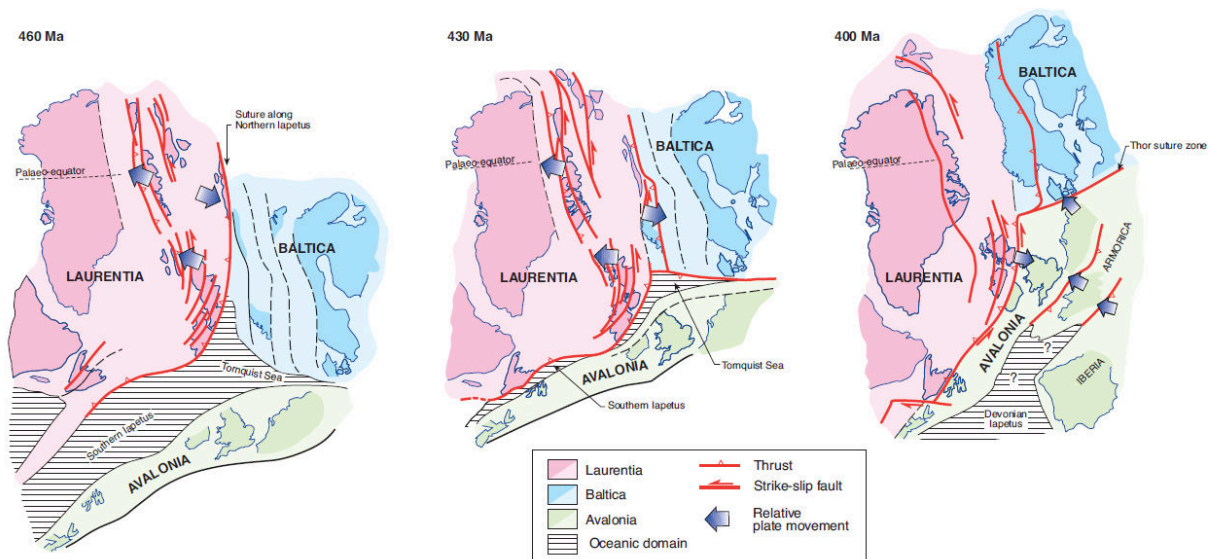 460 Ma
Suture along
Northern Iapetus
Palaeo-equator
BALTICA
LAURENTIA
Tornquist Sea
Southern Iapetus
AVALONIA
430 Ma
BALTICA
Palaeo-equator
LAURENTIA
AVALONIA
Tornquist Sea
Southern Iapetus
400 Ma
BALTICA
Thor suture zone
Palaeo-equator
ARMORICA
LAURENTIA
AVALONIA
?
?
IBERIA
Devonian
Iapetus
Laurentia
Baltica
Avalonia
Oceanic domain
Thrust
Strike-slip fault
Relative
plate movement